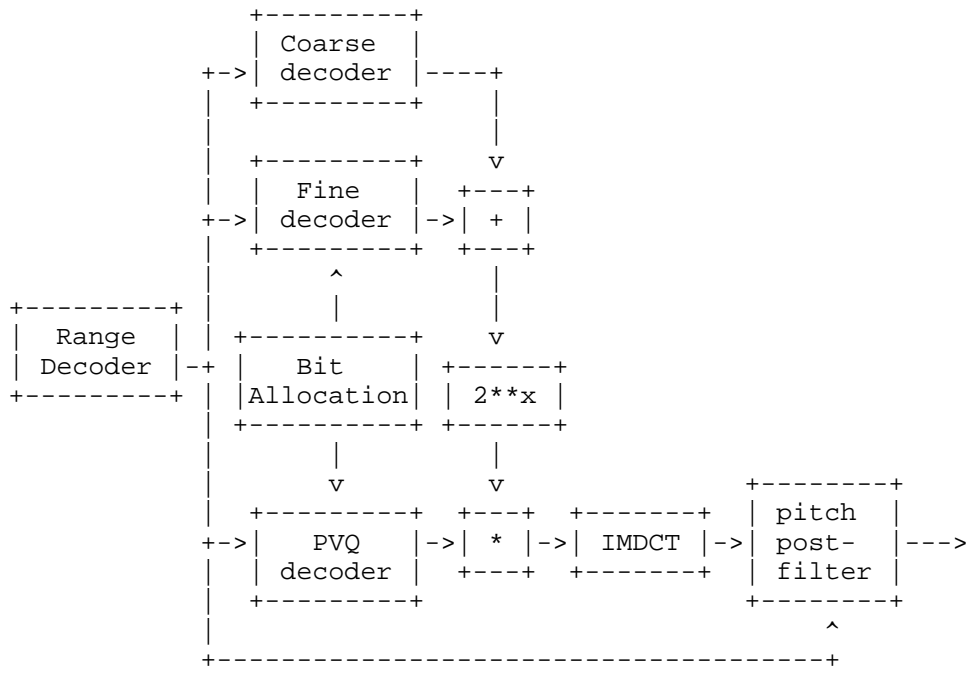 Coarse
decoder
Fine
decoder
+
Range
Decoder
Bit
Allocation
2**x
PVQ
decoder
*
IMDCT
pitch
post-
filter